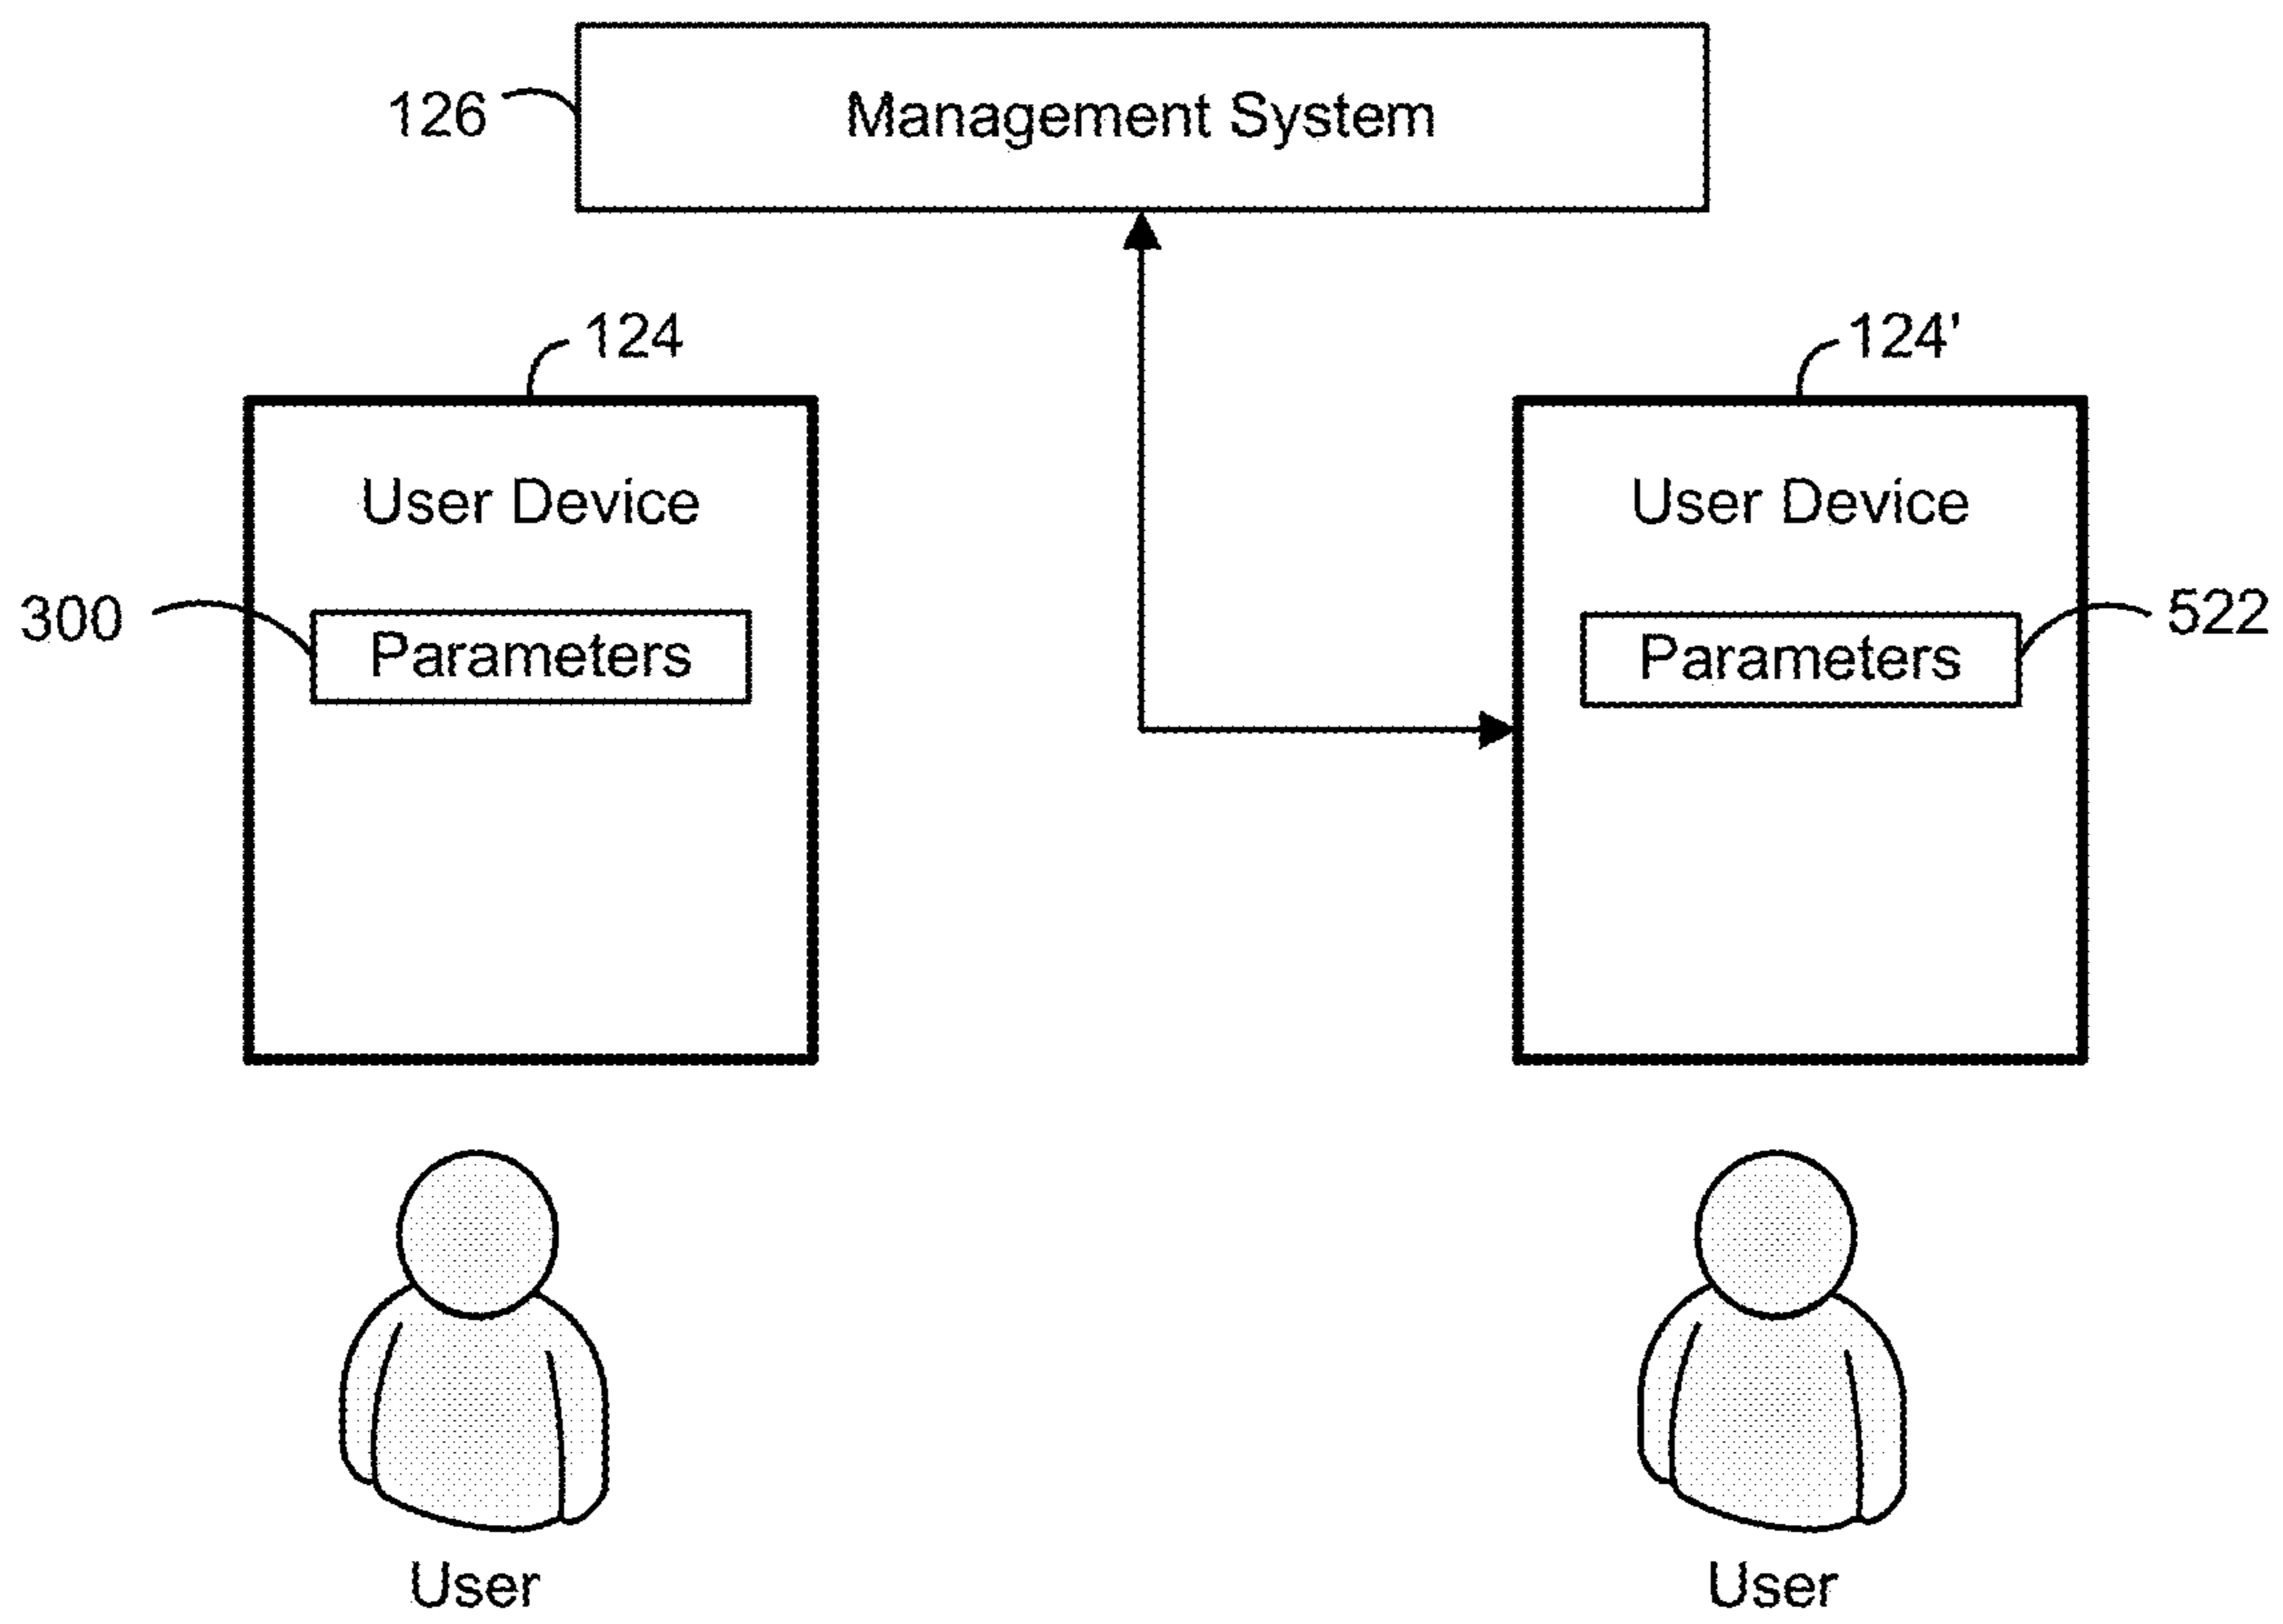 126
Management System
124
124'
User Device
User Device
300
Parameters
Parameters
522
User
User